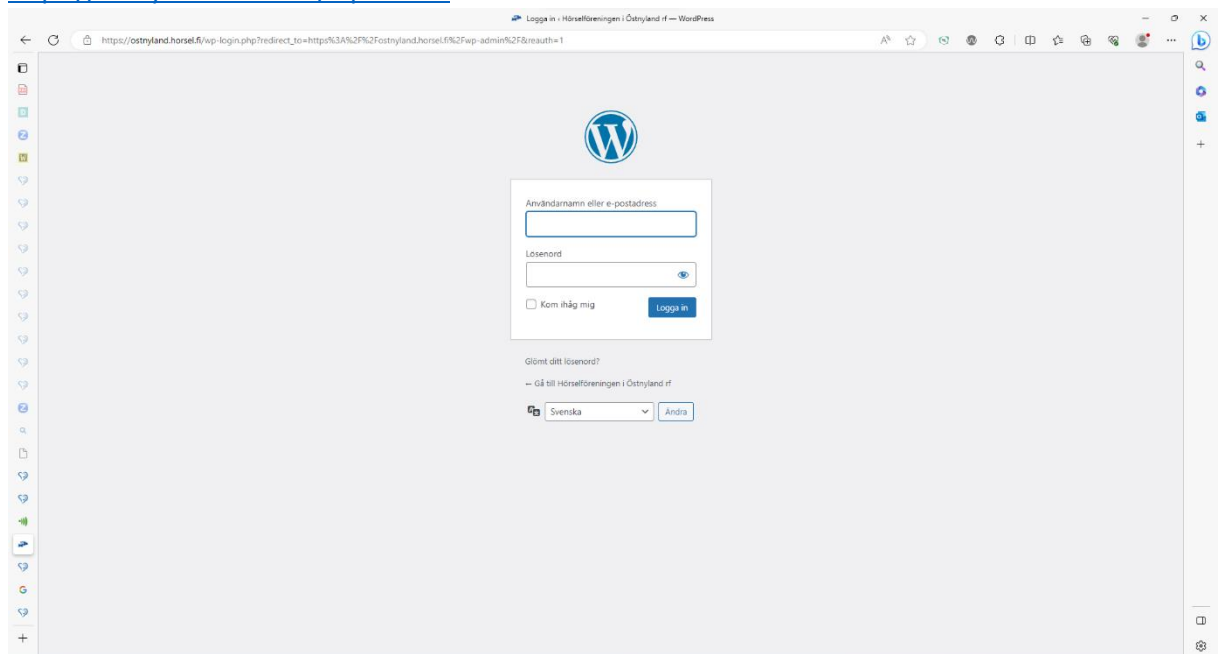 Logga in ‹ Hörselföreningen i Östnyland rf — WordPress
https://ostnyland.horsel.fi/wp-login.php?redirect_to=https%3A%2F%2Fostnyland.horsel.fi%2Fwp-admin%2F&reauth=1
Användarnamn eller e-postadress
Lösenord
Kom ihåg mig
Logga in
Glömt ditt lösenord?
← Gå till Hörselföreningen i Östnyland rf
Svenska
Ändra